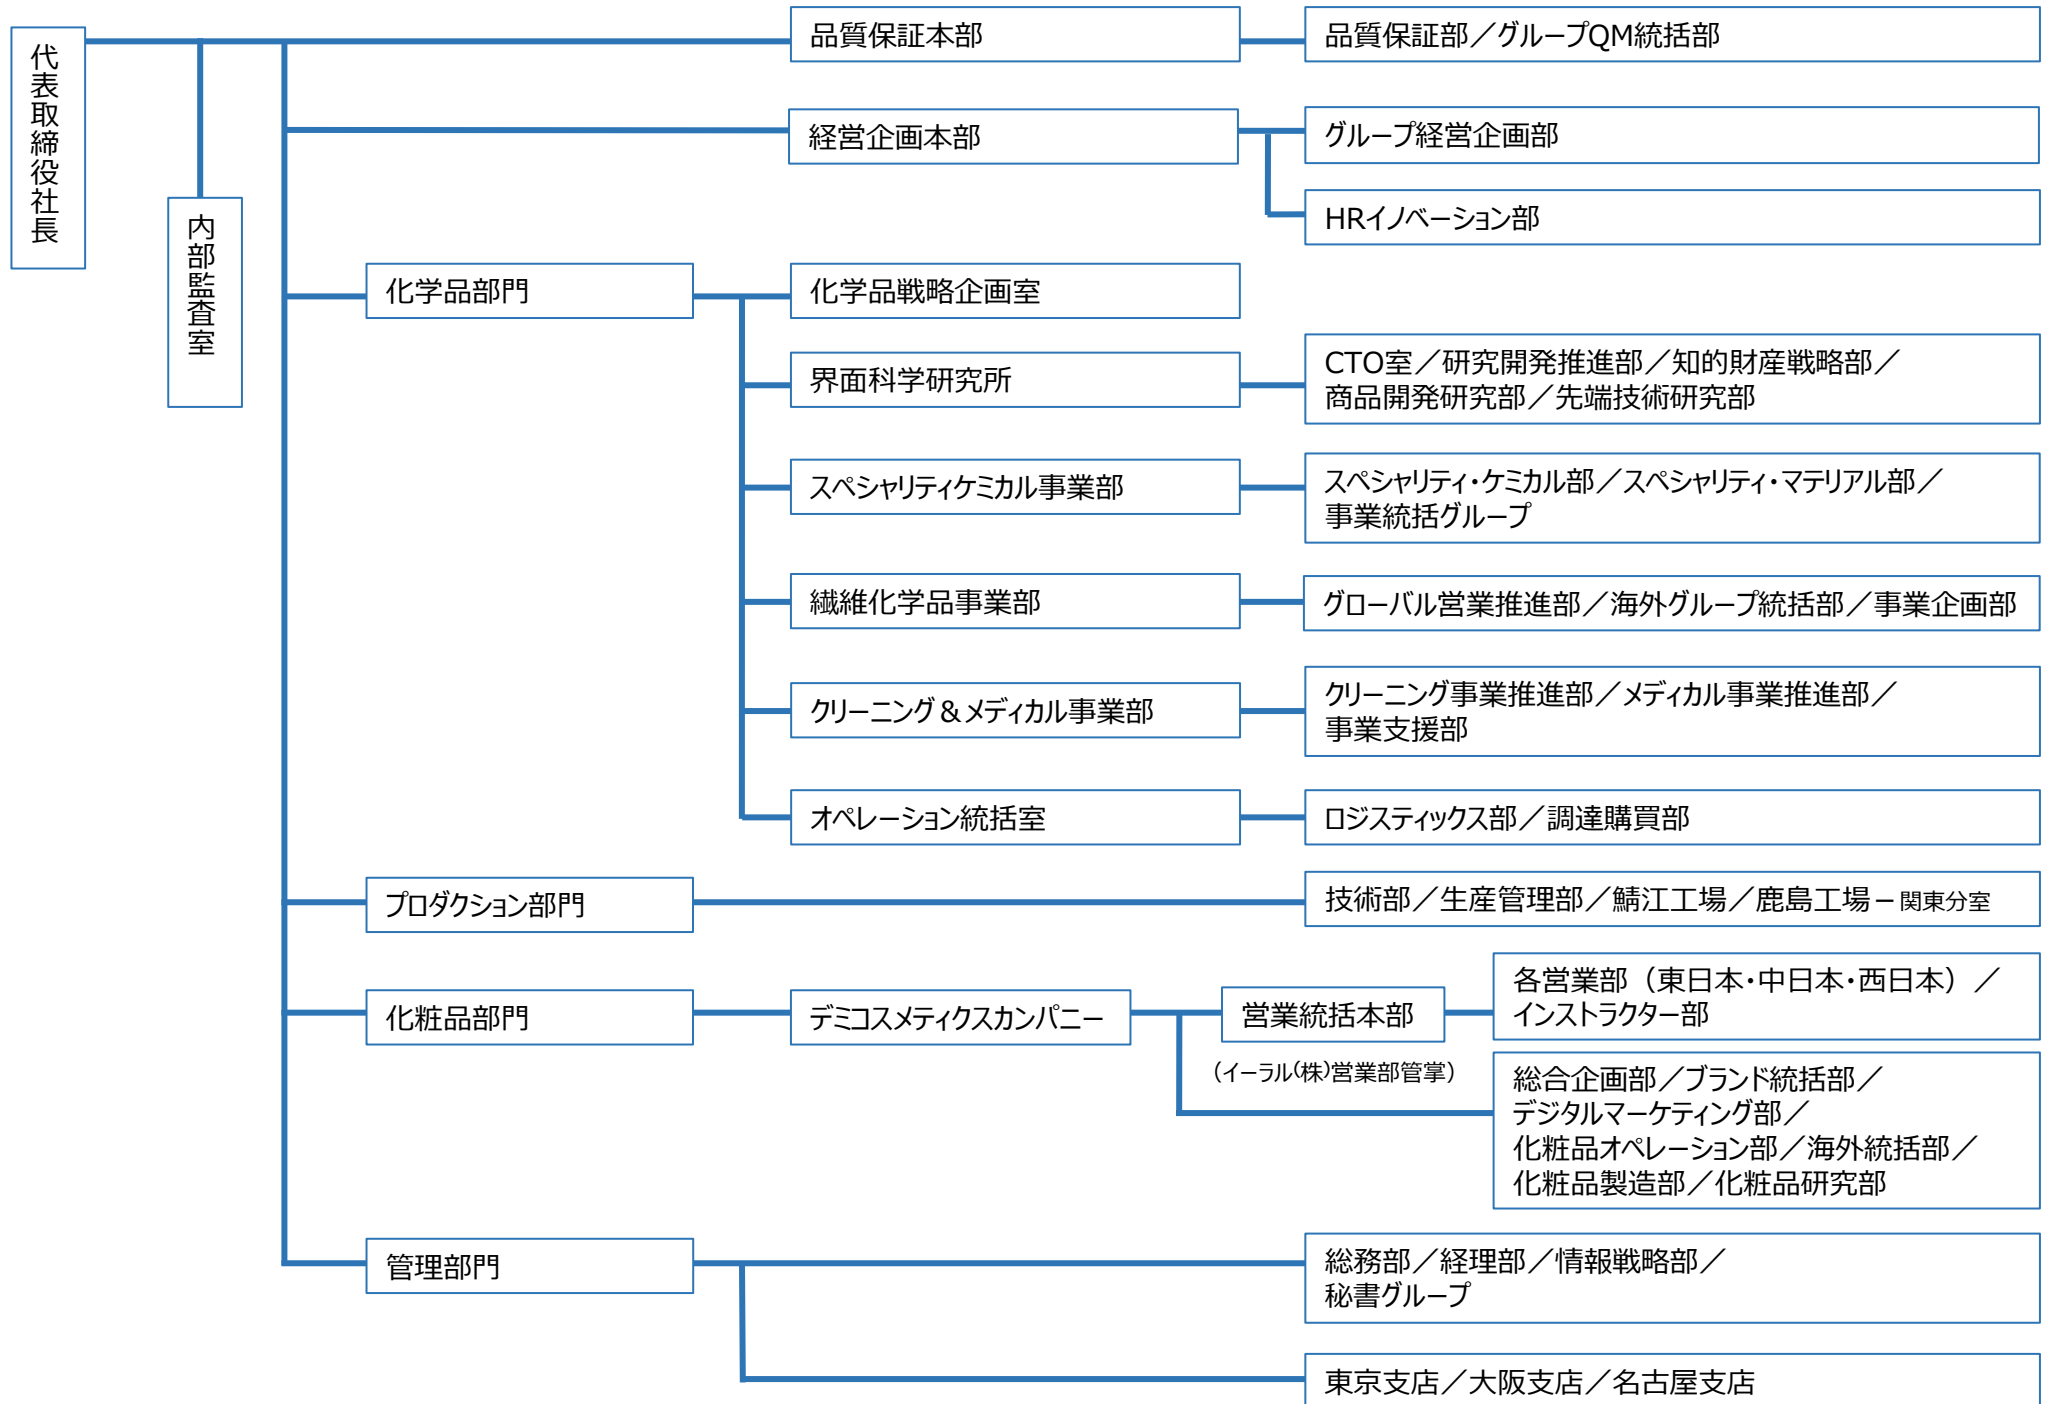 代表取締役社長
内部監査室
品質保証本部
品質保証部／グループQM統括部
経営企画本部
グループ経営企画部
HRイノベーション部
化学品部門
化学品戦略企画室
界面科学研究所
CTO室／研究開発推進部／知的財産戦略部／
商品開発研究部／先端技術研究部
スペシャリティケミカル事業部
スペシャリティ・ケミカル部／スペシャリティ・マテリアル部／
事業統括グループ
繊維化学品事業部
グローバル営業推進部／海外グループ統括部／事業企画部
クリーニング＆メディカル事業部
クリーニング事業推進部／メディカル事業推進部／
事業支援部
オペレーション統括室
ロジスティックス部／調達購買部
プロダクション部門
技術部／生産管理部／鯖江工場／鹿島工場－関東分室
化粧品部門
デミコスメティクスカンパニー
営業統括本部
（イーラル(株)営業部管掌）
各営業部（東日本・中日本・西日本）／
インストラクター部
総合企画部／ブランド統括部／
デジタルマーケティング部／
化粧品オペレーション部／海外統括部／
化粧品製造部／化粧品研究部
管理部門
総務部／経理部／情報戦略部／
秘書グループ
東京支店／大阪支店／名古屋支店